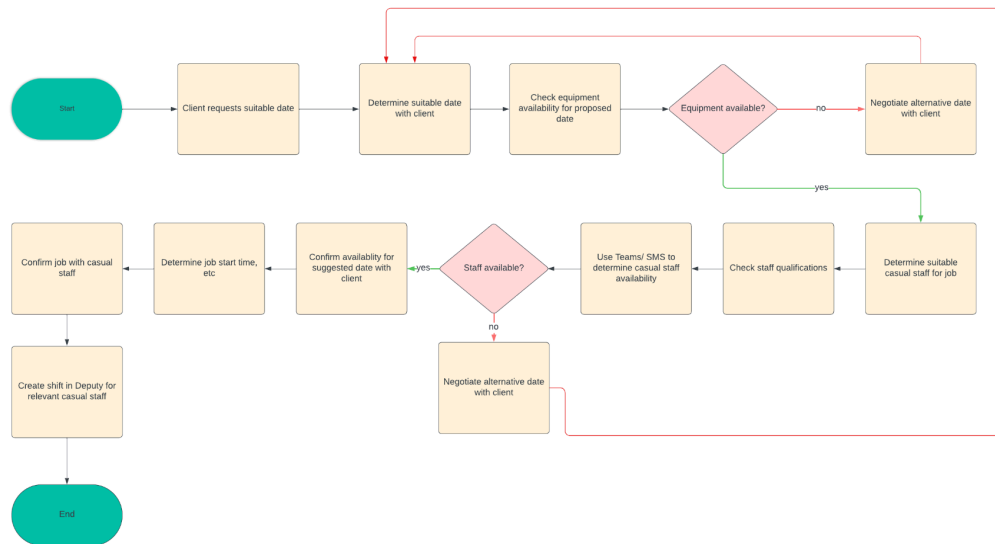 Start
Client requests suitable date
Determine suitable date
with client
Check equipment
availability for proposed
date
Equipment available?
no
Negotiate alternative date
with client
yes
Confirm job with casual
staff
Determine job start time,
etc
Confirm availablity for
suggested date with
client
yes
Staff available?
Use Teams/ SMS to
determine casual staff
availability
Check staff qualifications
Determine suitable
casual staff for job
no
Create shift in Deputy for
relevant casual staff
Negotiate alternative date
with client
End